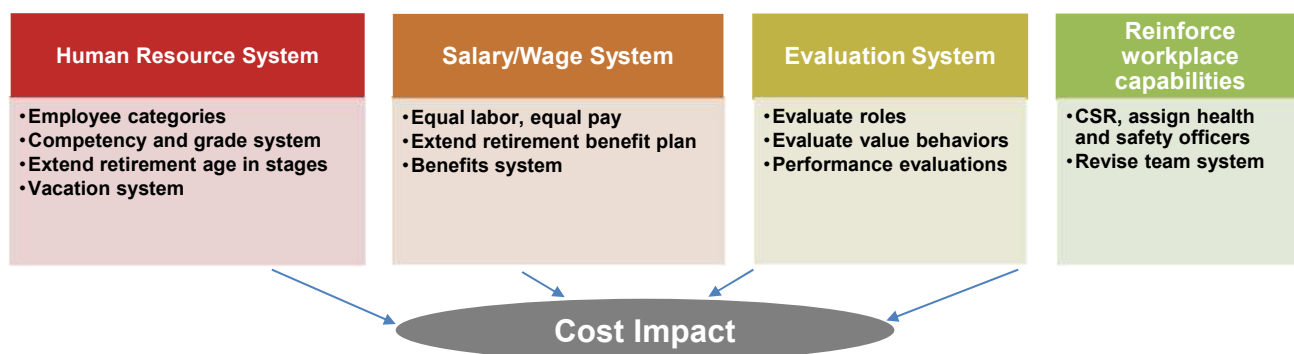 Human Resource System
•Employee categories
•Competency and grade system
•Extend retirement age in stages
•Vacation system
Salary/Wage System
•Equal labor, equal pay
•Extend retirement benefit plan
•Benefits system
Evaluation System
•Evaluate roles
•Evaluate value behaviors
•Performance evaluations
Reinforce
workplace
capabilities
•CSR, assign health
and safety officers
•Revise team system
Cost Impact